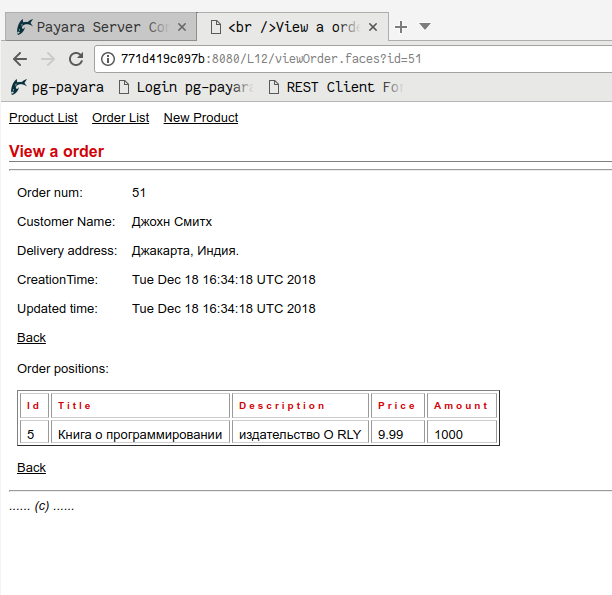 Payara Server Co
<br />View a ord
771d419c097b:8080/L12/viewOrder.faces?id=51
pg-payara Login pg-payara REST Client Fo
Product List Order List New Product
View a order
Order num: 51
Customer Name: Джохн Смитх
Delivery address: Джакарта, Индия.
CreationTime: Tue Dec 18 16:34:18 UTC 2018
Updated time: Tue Dec 18 16:34:18 UTC 2018
Back
Order positions:
Id Title Description Price Amount
5 Книга о программировании издательство O RLY 9.99 1000
Back
...... (c) ......